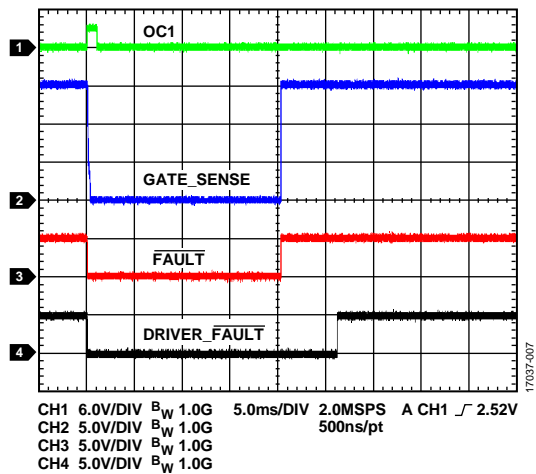 OC1
1
GATE_SENSE
2
FAULT
3
DRIVER_FAULT
4
17037-007
CH1 6.0V/DIV BW 1.0G 5.0ms/DIV 2.0MSPS A CH1 2.52V
CH2 5.0V/DIV BW 1.0G 500ns/pt
CH3 5.0V/DIV BW 1.0G
CH4 5.0V/DIV BW 1.0G